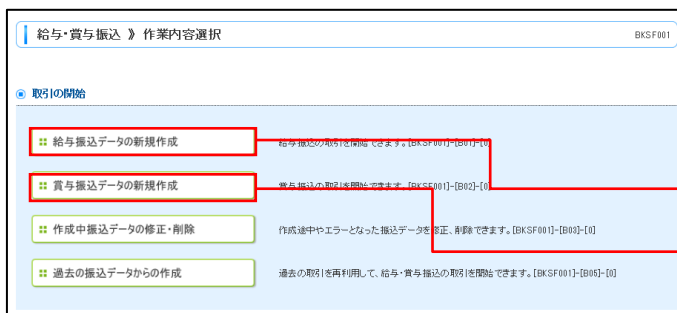 給与・賞与振込 》 作業内容選択
BKSF001
取引の開始
給与振込データの新規作成
給与振込の取引を開始できます。[BKSF001]-[B01]-[0]
賞与振込データの新規作成
賞与振込の取引を開始できます。[BKSF001]-[B02]-[0]
作成中振込データの修正・削除
作成途中やエラーとなった振込データを修正、削除できます。[BKSF001]-[B03]-[0]
過去の振込データからの作成
過去の取引を再利用して、給与・賞与振込の取引を開始できます。[BKSF001]-[B05]-[0]